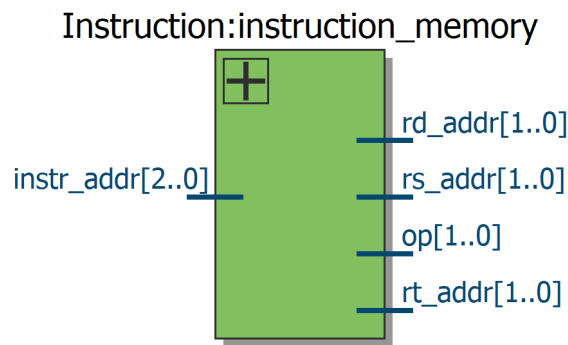 Instruction:instruction_memory
instr_addr[2..0]
rd_addr[1..0]
rs_addr[1..0]
op[1..0]
rt_addr[1..0]